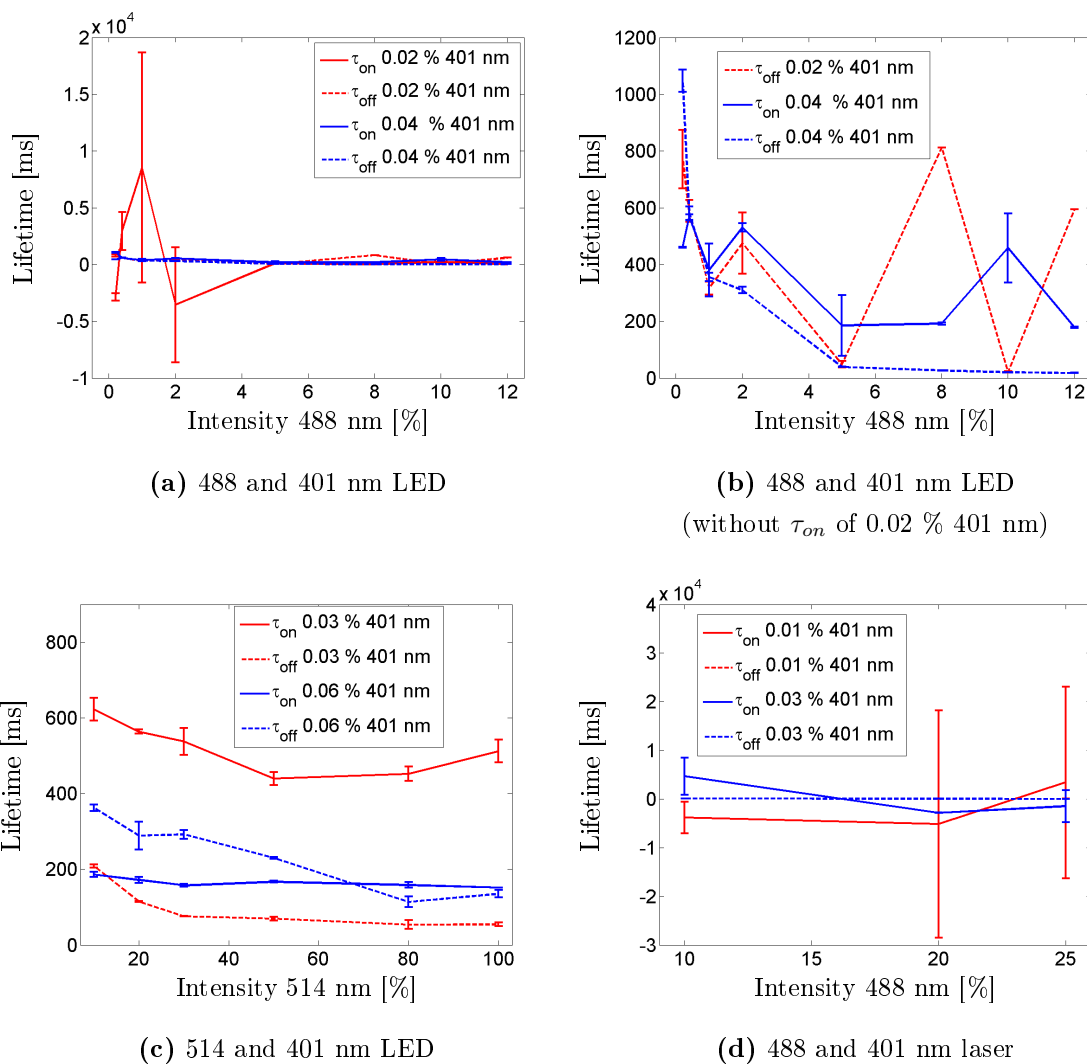 x 10⁴
2
1.5
1
0.5
0
-0.5
-1
Lifetime [ms]
τon 0.02 % 401 nm
τoff 0.02 % 401 nm
τon 0.04 % 401 nm
τoff 0.04 % 401 nm
0 2 4 6 8 10 12
Intensity 488 nm [%]
(a) 488 and 401 nm LED
1200
1000
800
600
400
200
0
Lifetime [ms]
τoff 0.02 % 401 nm
τon 0.04 % 401 nm
τoff 0.04 % 401 nm
0 2 4 6 8 10 12
Intensity 488 nm [%]
(b) 488 and 401 nm LED
(without τon of 0.02 % 401 nm)
800
600
400
200
0
Lifetime [ms]
τon 0.03 % 401 nm
τoff 0.03 % 401 nm
τon 0.06 % 401 nm
τoff 0.06 % 401 nm
20 40 60 80 100
Intensity 514 nm [%]
(c) 514 and 401 nm LED
x 10⁴
4
3
2
1
0
-1
-2
-3
Lifetime [ms]
τon 0.01 % 401 nm
τoff 0.01 % 401 nm
τon 0.03 % 401 nm
τoff 0.03 % 401 nm
10 15 20 25
Intensity 488 nm [%]
(d) 488 and 401 nm laser